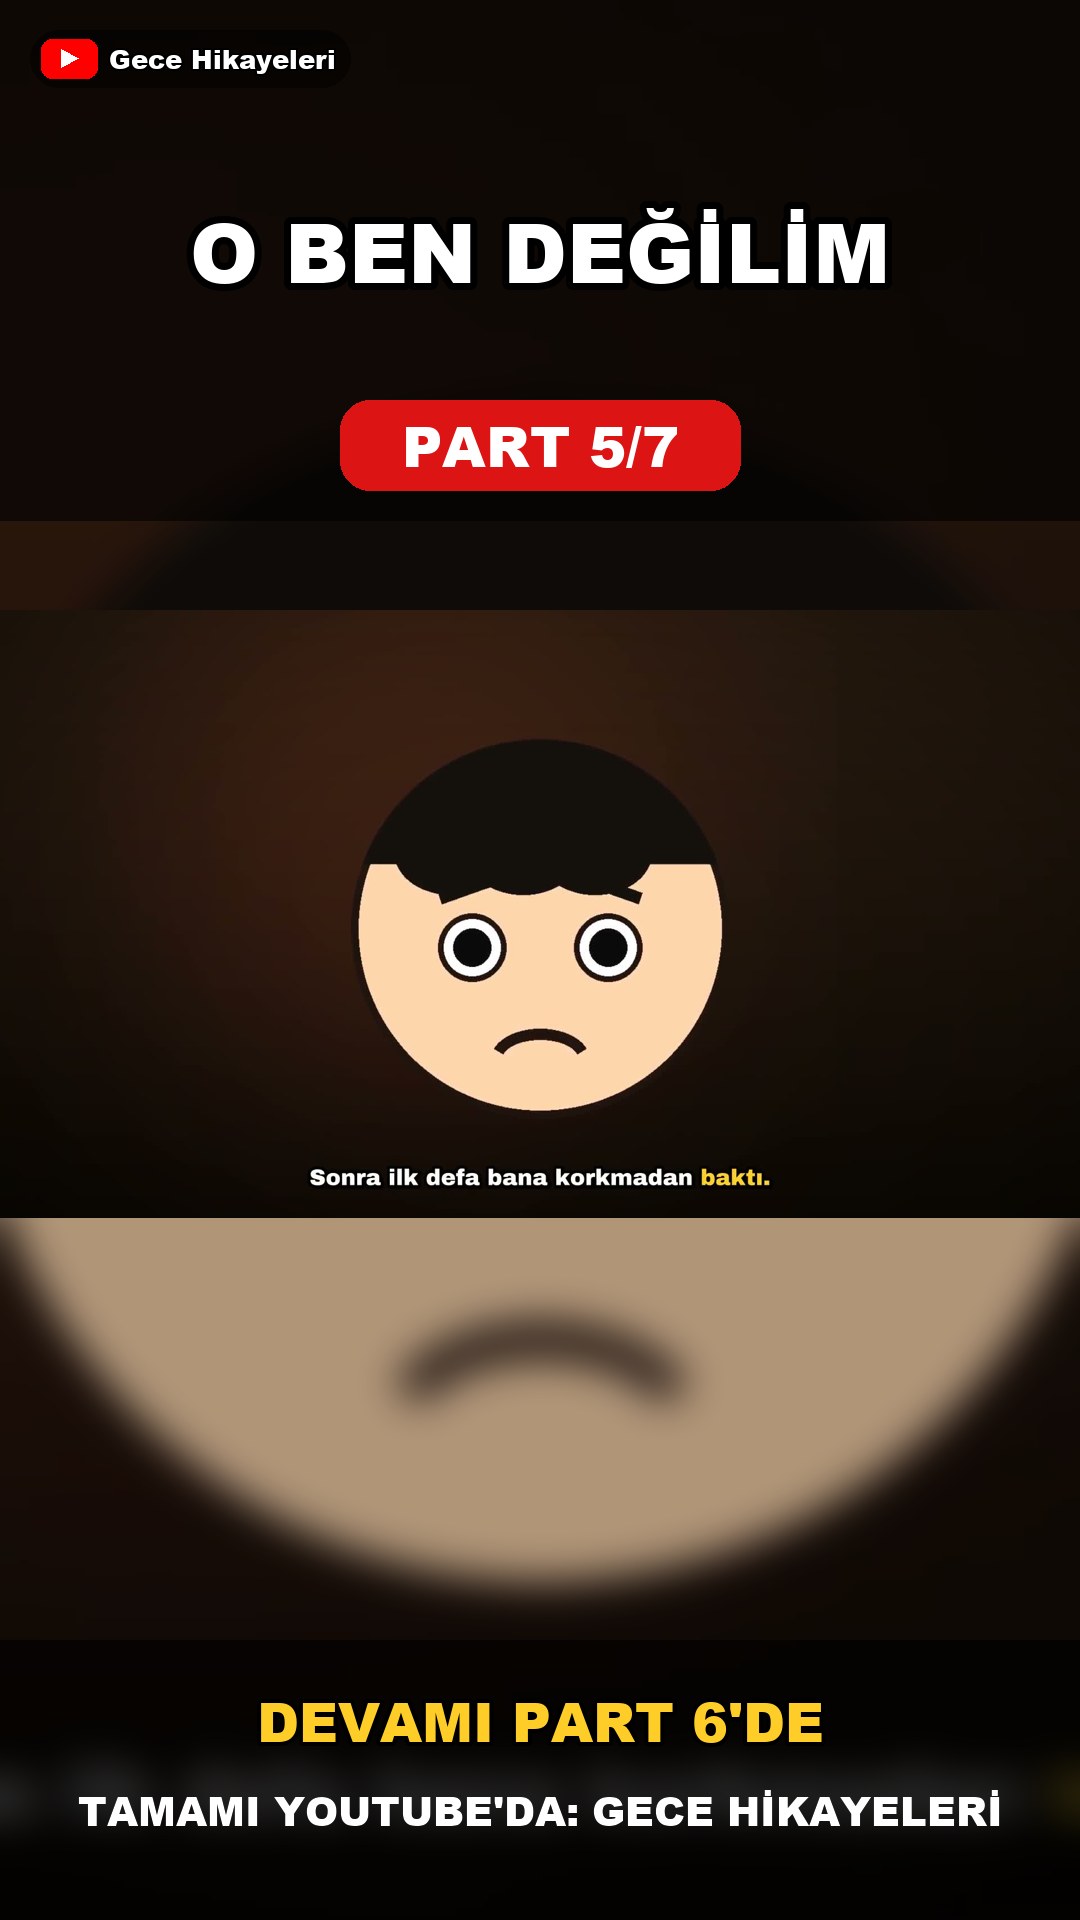 Gece Hikayeleri
O BEN DEĞİLİM
PART 5/7
Sonra ilk defa bana korkmadan baktı.
DEVAMI PART 6'DE
TAMAMI YOUTUBE'DA: GECE HİKAYELERİ